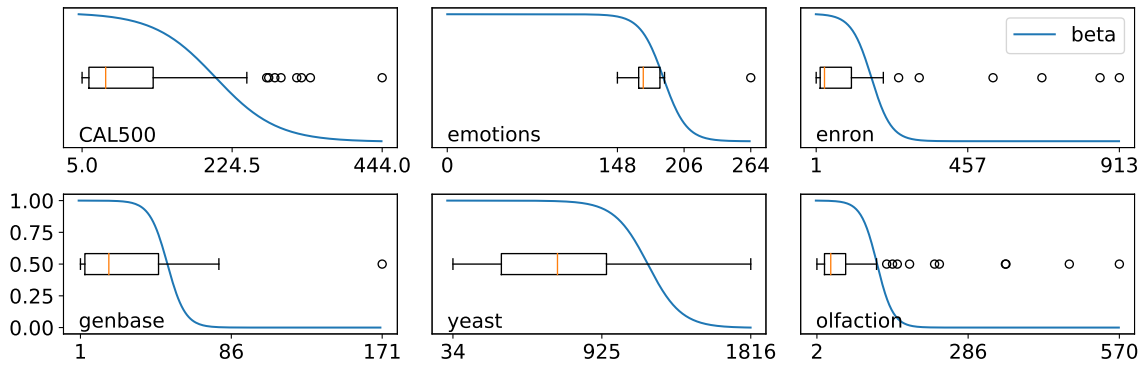 beta
CAL500
emotions
enron
5.0 224.5 444.0
0 148 206 264
1 457 913
1.00
0.75
0.50
0.25
0.00
genbase
yeast
olfaction
1 86 171
34 925 1816
2 286 570